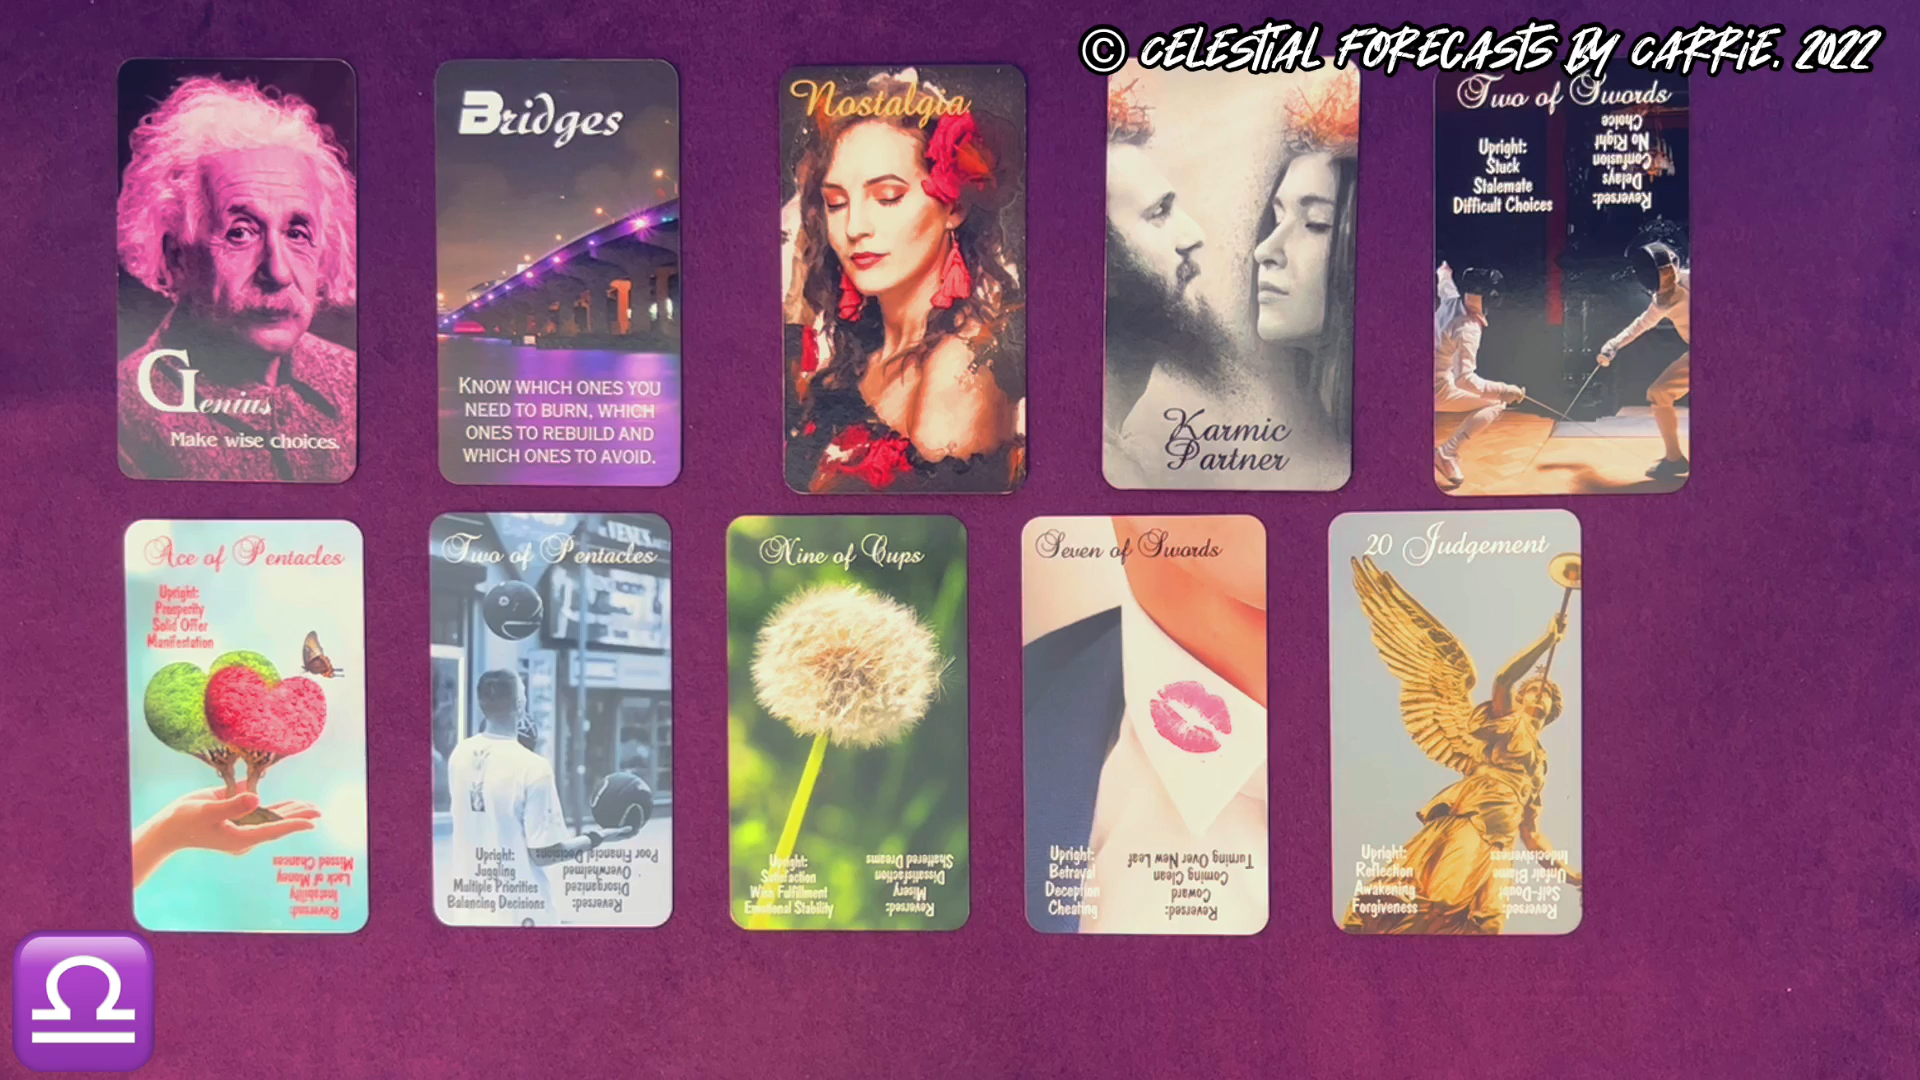 © CELESTIAL FORECASTS BY CARRIE. 2022
Genius
Make wise choices.
Bridges
KNOW WHICH ONES YOU
NEED TO BURN, WHICH
ONES TO REBUILD AND
WHICH ONES TO AVOID.
Nostalgia
Karmic
Partner
Two of Swords
Upright:
Stuck
Stalemate
Difficult Choices
Reversed:
Delays
Confusion
No Right
Choice
Ace of Pentacles
Upright:
Prosperity
Solid Offer
Manifestation
Reversed:
Instability
Lack of Money
Missed Chances
Two of Pentacles
Upright:
Juggling
Multiple Priorities
Balancing Decisions
Reversed:
Disorganized
Overwhelmed
Poor Financial Decisions
Nine of Cups
Upright:
Satisfaction
Wish Fulfillment
Emotional Stability
Reversed:
Misery
Dissatisfaction
Shattered Dreams
Seven of Swords
Upright:
Betrayal
Deception
Cheating
Reversed:
Coward
Coming Clean
Turning Over New Leaf
20 Judgement
Upright:
Reflection
Awakening
Forgiveness
Reversed:
Self-Doubt
Unfair Blame
Indecisiveness